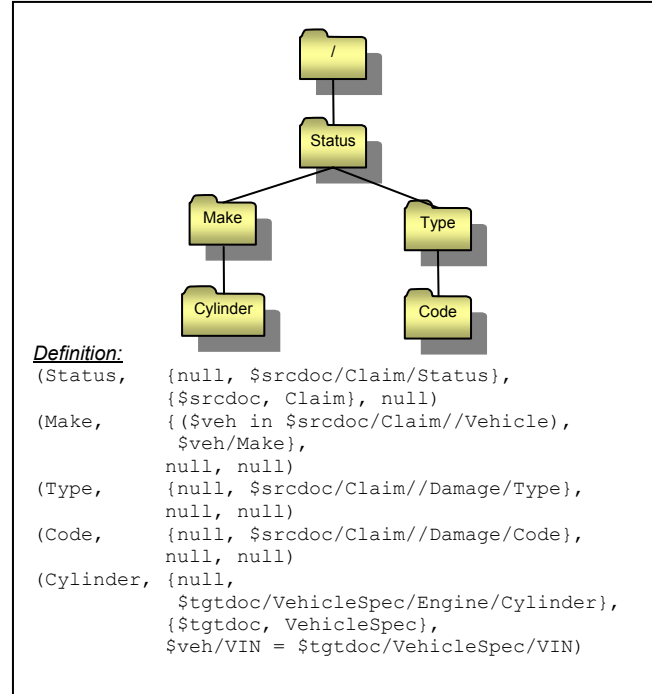 /
Status
Make
Type
Cylinder
Code
Definition:
(Status, {null, $srcdoc/Claim/Status},
{$srcdoc, Claim}, null)
(Make, {($veh in $srcdoc/Claim//Vehicle),
$veh/Make},
null, null)
(Type, {null, $srcdoc/Claim//Damage/Type},
null, null)
(Code, {null, $srcdoc/Claim//Damage/Code},
null, null)
(Cylinder, {null,
$tgtdoc/VehicleSpec/Engine/Cylinder},
{$tgtdoc, VehicleSpec},
$veh/VIN = $tgtdoc/VehicleSpec/VIN)